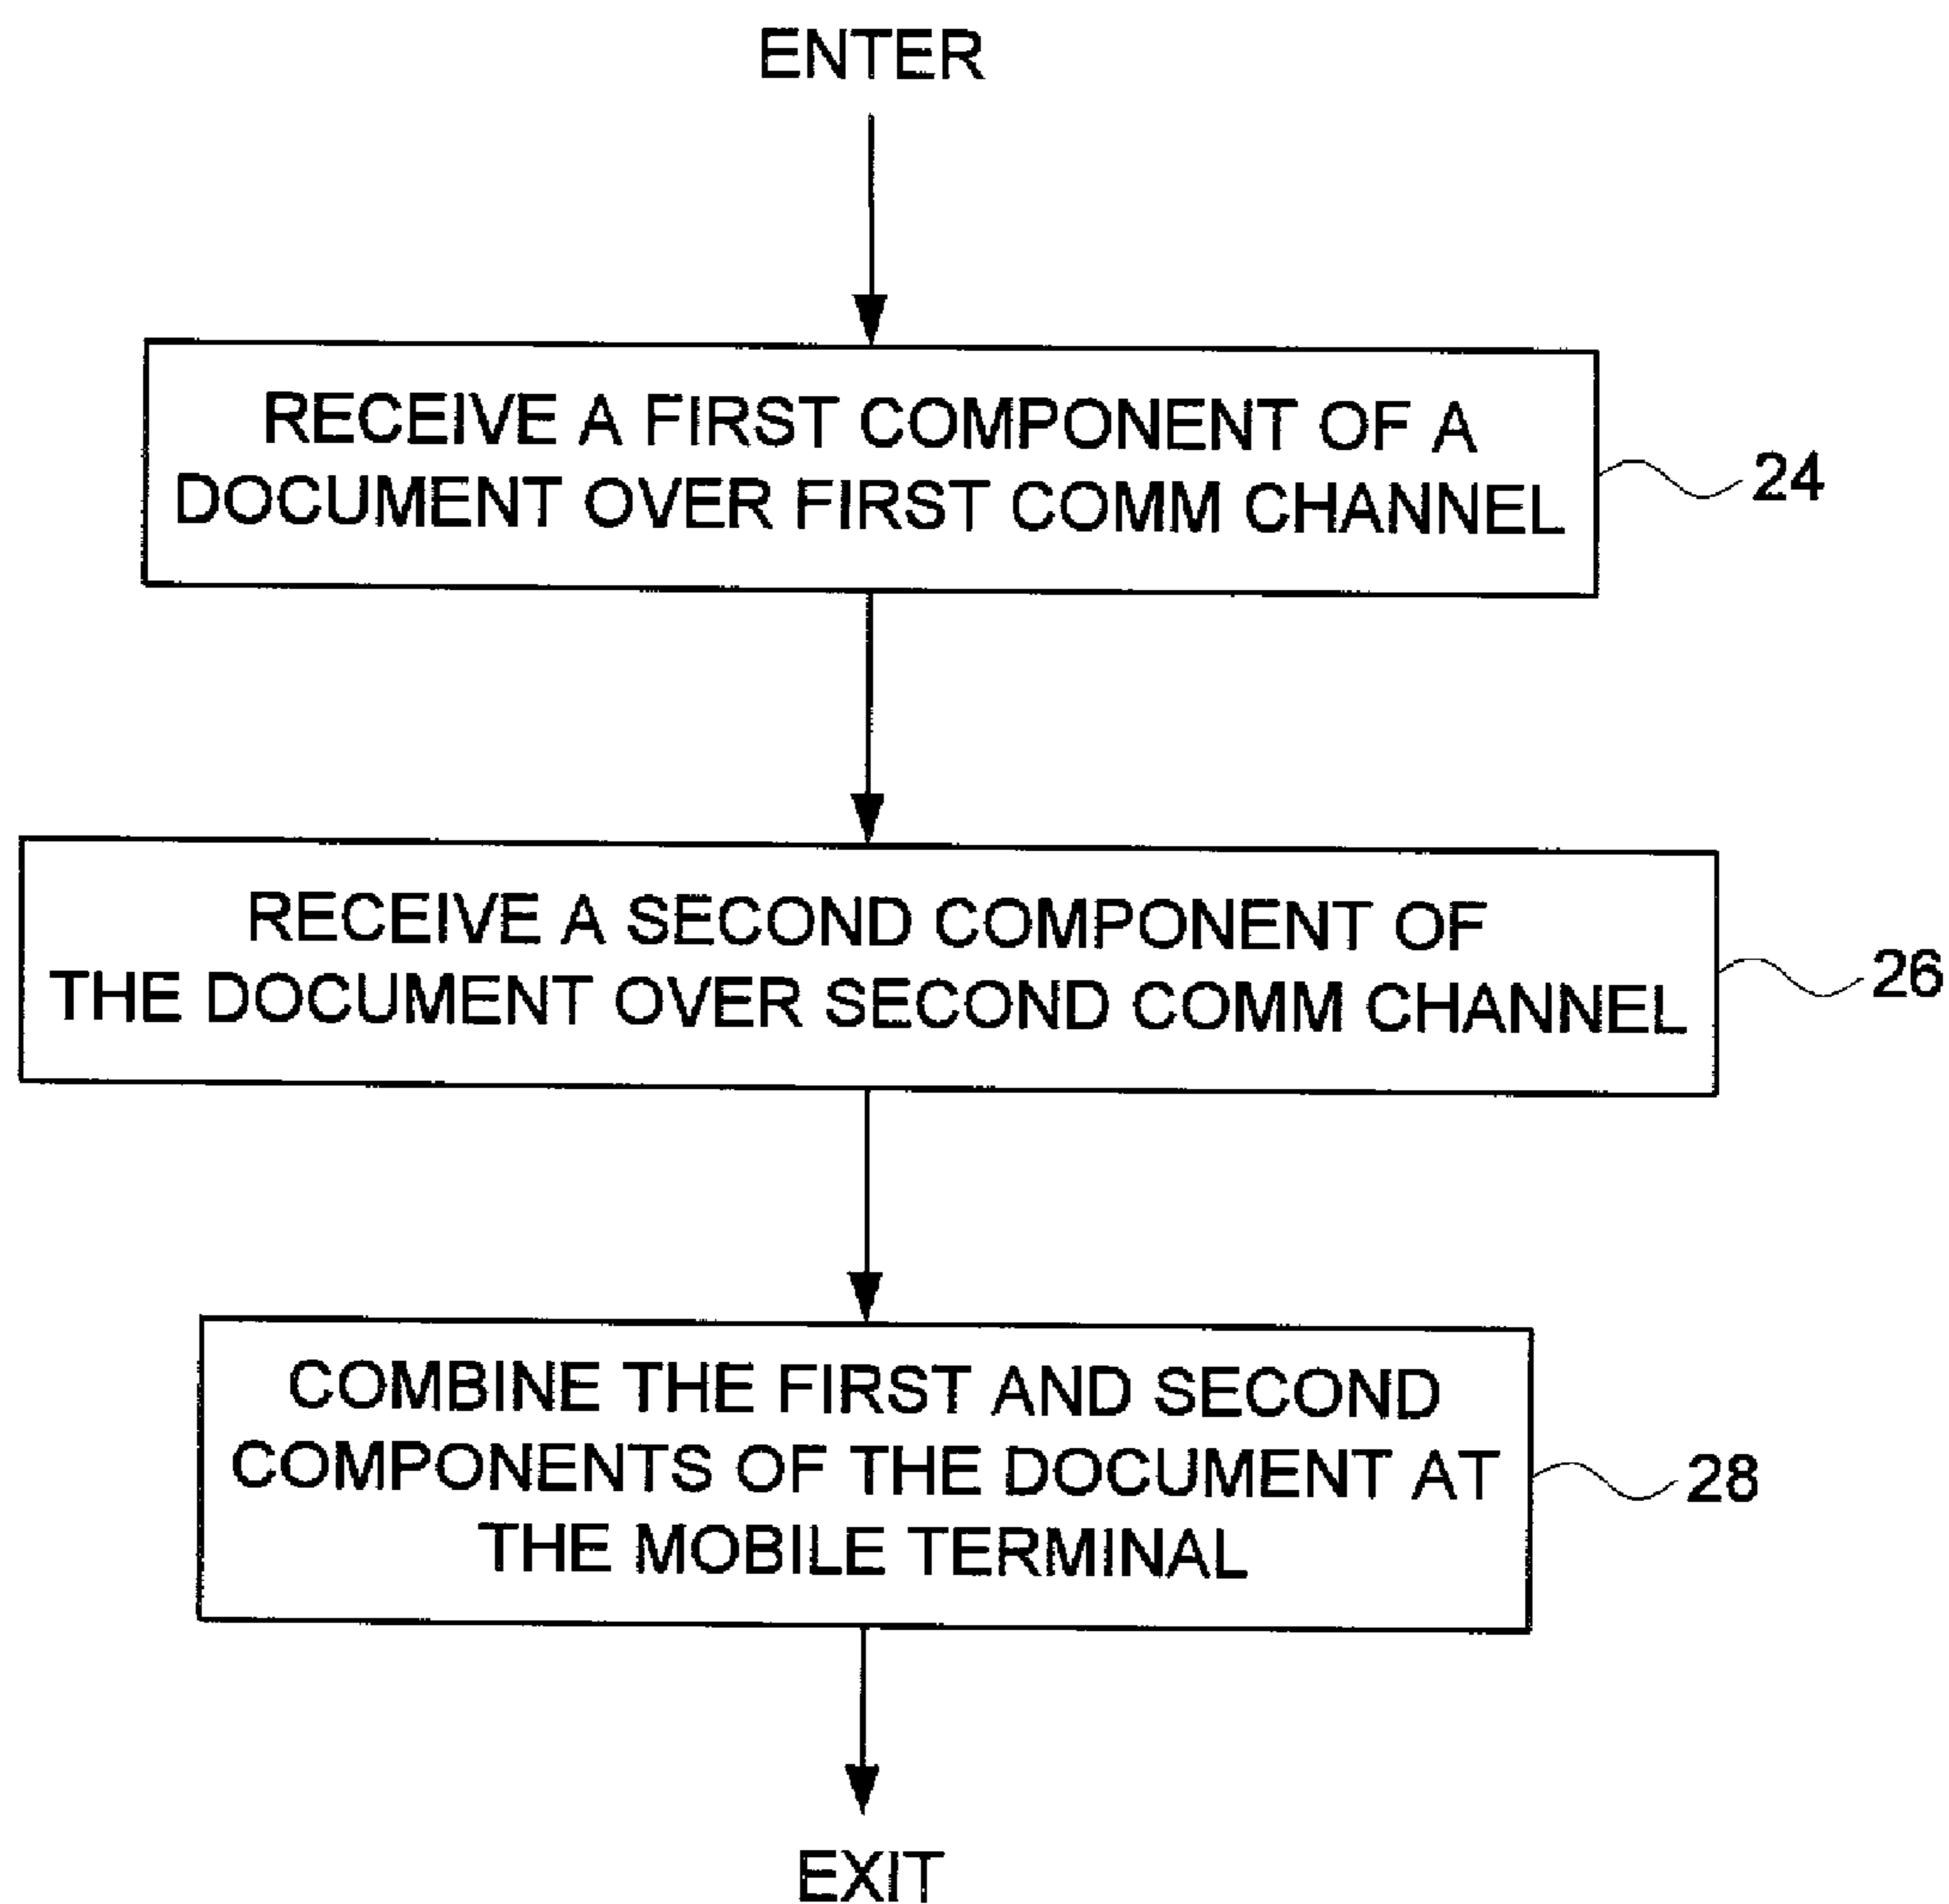 ENTER
RECEIVE A FIRST COMPONENT OF A
DOCUMENT OVER FIRST COMM CHANNEL
24
RECEIVE A SECOND COMPONENT OF
THE DOCUMENT OVER SECOND COMM CHANNEL
26
COMBINE THE FIRST AND SECOND
COMPONENTS OF THE DOCUMENT AT
THE MOBILE TERMINAL
28
EXIT